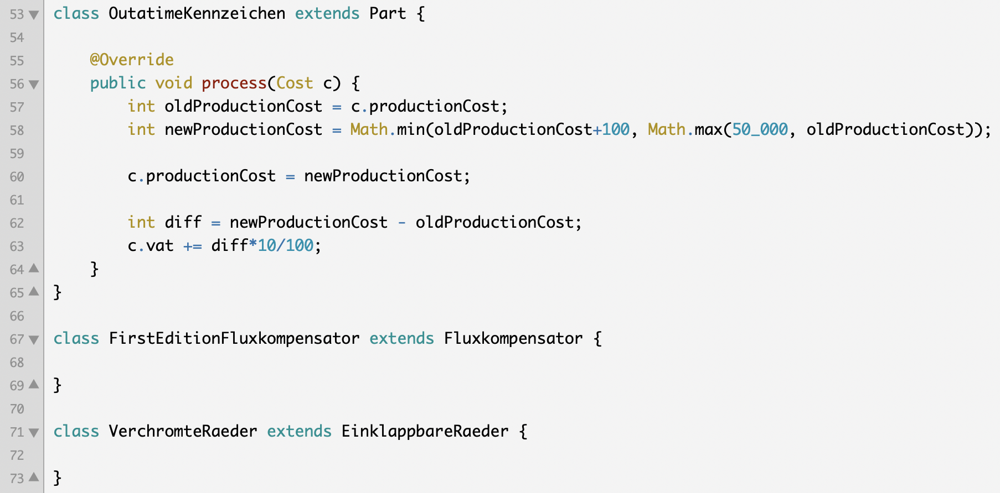 53 class OutatimeKennzeichen extends Part {
54
55     @Override
56     public void process(Cost c) {
57         int oldProductionCost = c.productionCost;
58         int newProductionCost = Math.min(oldProductionCost+100, Math.max(50_000, oldProductionCost));
59
60         c.productionCost = newProductionCost;
61
62         int diff = newProductionCost - oldProductionCost;
63         c.vat += diff*10/100;
64     }
65 }
66
67 class FirstEditionFluxkompensator extends Fluxkompensator {
68
69 }
70
71 class VerchromteRaeder extends EinklappbareRaeder {
72
73 }